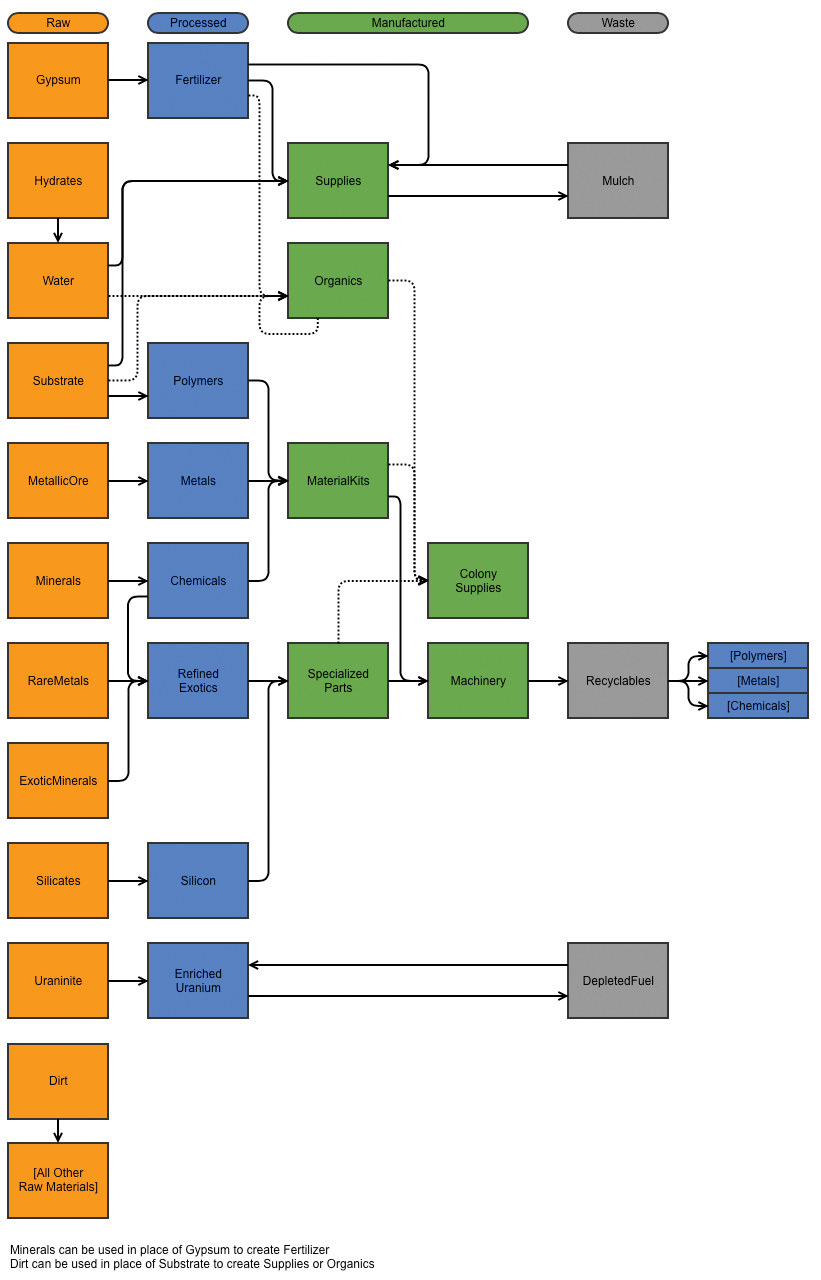 Raw
Processed
Manufactured
Waste
Gypsum
Fertilizer
Hydrates
Supplies
Mulch
Water
Organics
Substrate
Polymers
MetallicOre
Metals
MaterialKits
Minerals
Chemicals
Colony
Supplies
RareMetals
Refined
Exotics
Specialized
Parts
Machinery
Recyclables
[Polymers]
[Metals]
[Chemicals]
ExoticMinerals
Silicates
Silicon
Uraninite
Enriched
Uranium
DepletedFuel
Dirt
[All Other
Raw Materials]
Minerals can be used in place of Gypsum to create Fertilizer
Dirt can be used in place of Substrate to create Supplies or Organics